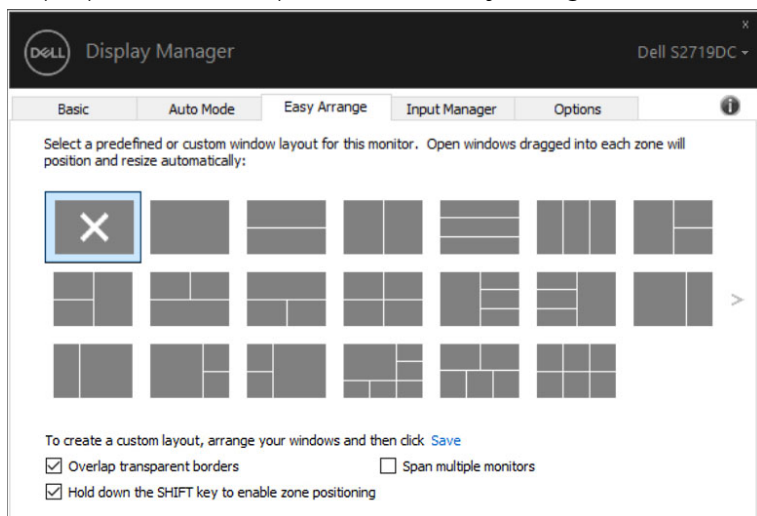 x
DELL Display Manager
Dell S2719DC
Basic Auto Mode Easy Arrange Input Manager Options i
Select a predefined or custom window layout for this monitor. Open windows dragged into each zone will
position and resize automatically:
>
To create a custom layout, arrange your windows and then click Save
Overlap transparent borders Span multiple monitors
Hold down the SHIFT key to enable zone positioning